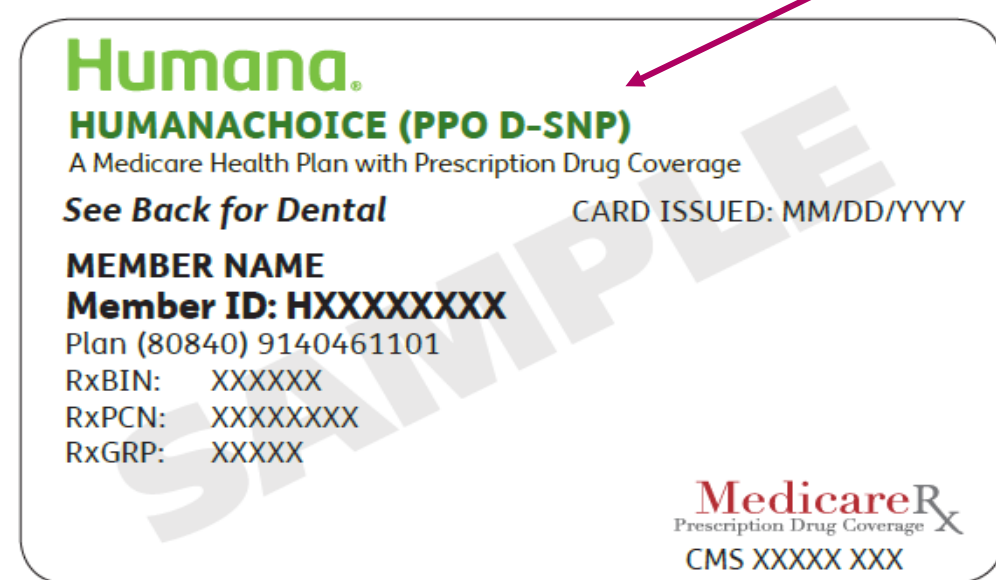 Humana®
HUMANACHOICE (PPO D-SNP)
A Medicare Health Plan with Prescription Drug Coverage
See Back for Dental CARD ISSUED: MM/DD/YYYY
MEMBER NAME
Member ID: HXXXXXXXX
Plan (80840) 9140461101
RxBIN: XXXXXX
RxPCN: XXXXXXXX
RxGRP: XXXXX
SAMPLE
MedicareRx
Prescription Drug Coverage
CMS XXXXX XXX